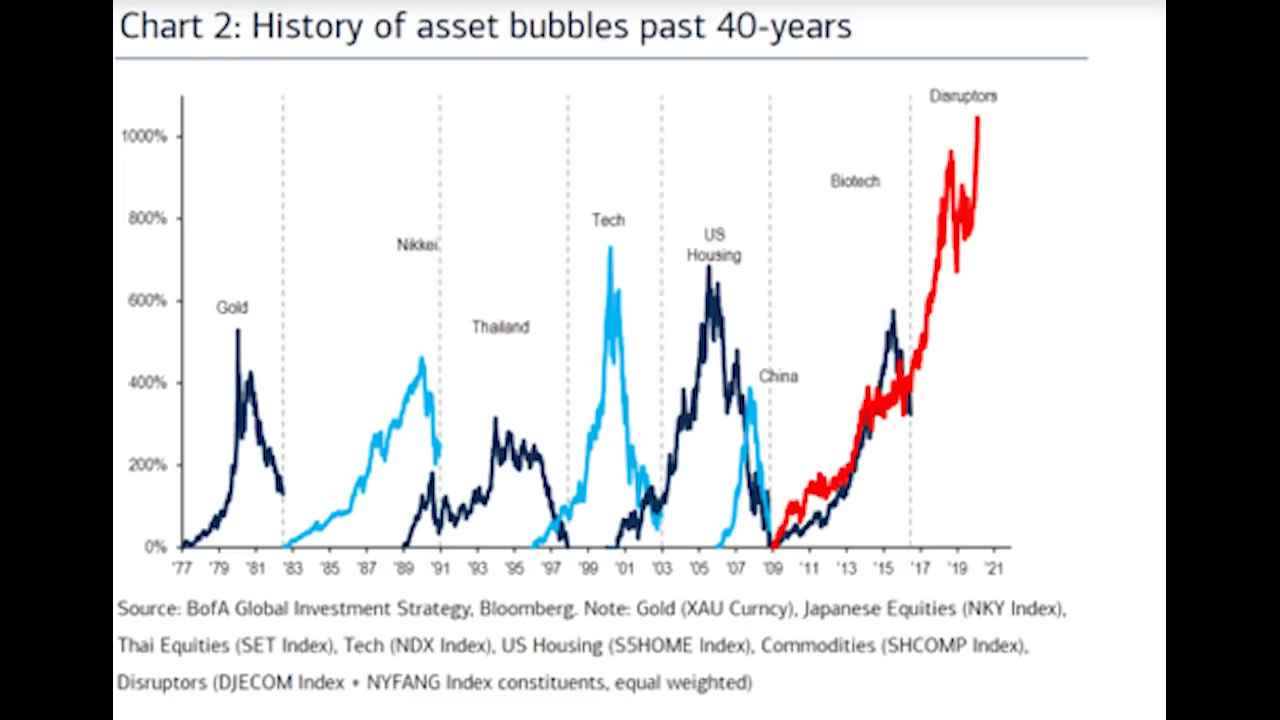 Chart 2: History of asset bubbles past 40-years
Disruptors
1000%
Biotech
800%
Tech
US
Housing
Nikkei
600%
Gold
Thailand
400%
China
200%
0%
'77 '79 '81 '83 '85 '87 '89 '91 '93 '95 '97 '99 '01 '03 '05 '07 '09 '11 '13 '15 '17 '19 '21
Source: BofA Global Investment Strategy, Bloomberg. Note: Gold (XAU Curncy), Japanese Equities (NKY Index),
Thai Equities (SET Index), Tech (NDX Index), US Housing (S5HOME Index), Commodities (SHCOMP Index),
Disruptors (DJECOM Index + NYFANG Index constituents, equal weighted)